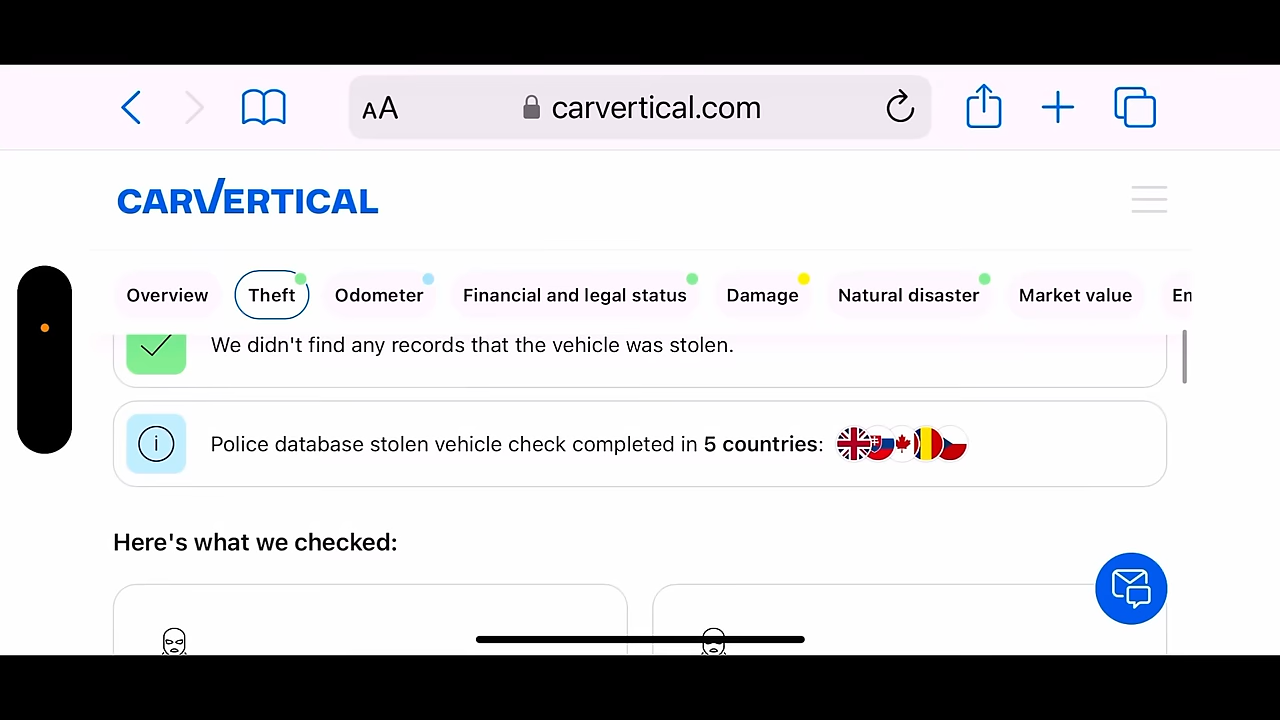 AA carvertical.com
CARVERTICAL
Overview Theft Odometer Financial and legal status Damage Natural disaster Market value En
We didn't find any records that the vehicle was stolen.
i Police database stolen vehicle check completed in 5 countries:
Here's what we checked: